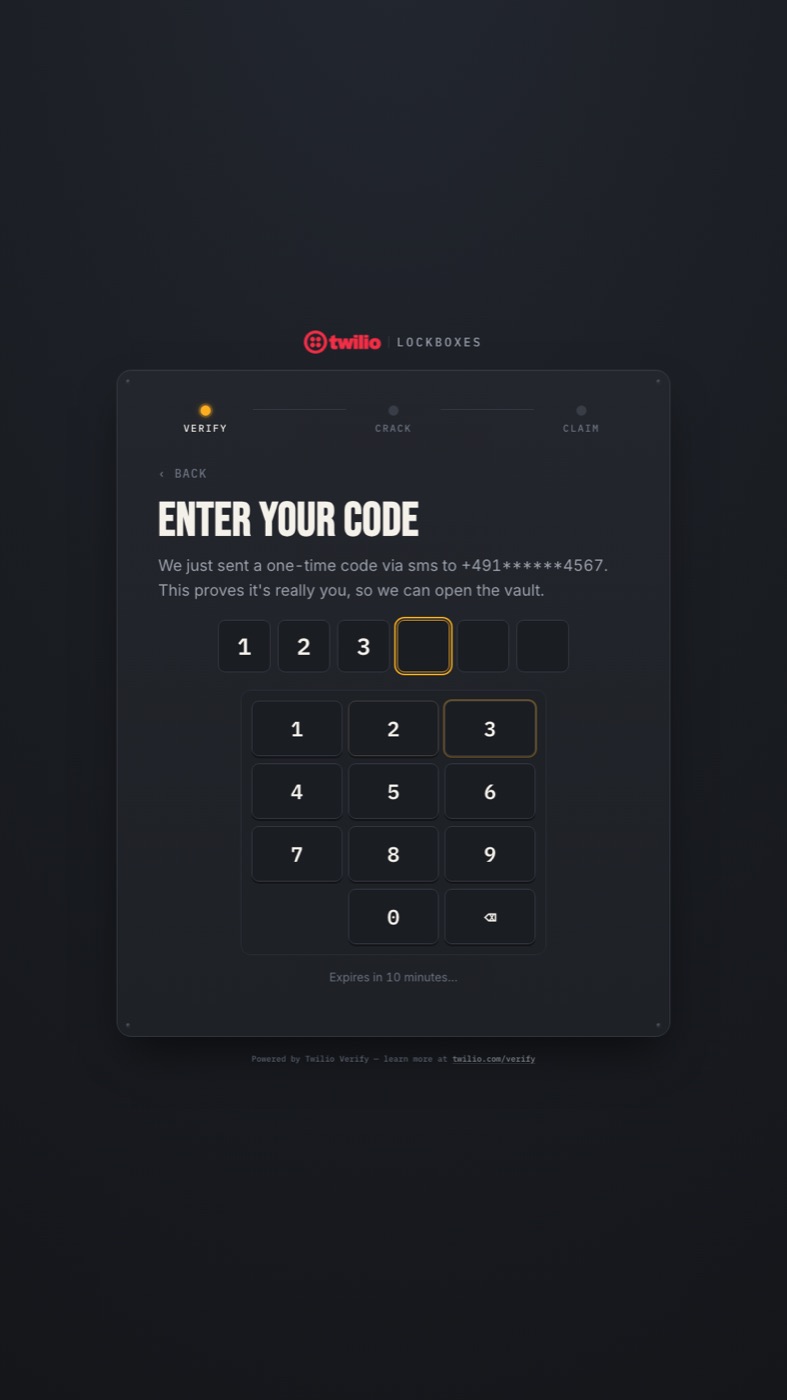 twilio | LOCKBOXES
VERIFY CRACK CLAIM
‹ BACK
ENTER YOUR CODE
We just sent a one-time code via sms to +491******4567.
This proves it's really you, so we can open the vault.
1 2 3
1 2 3
4 5 6
7 8 9
0 ⌫
Expires in 10 minutes…
Powered by Twilio Verify — learn more at twilio.com/verify